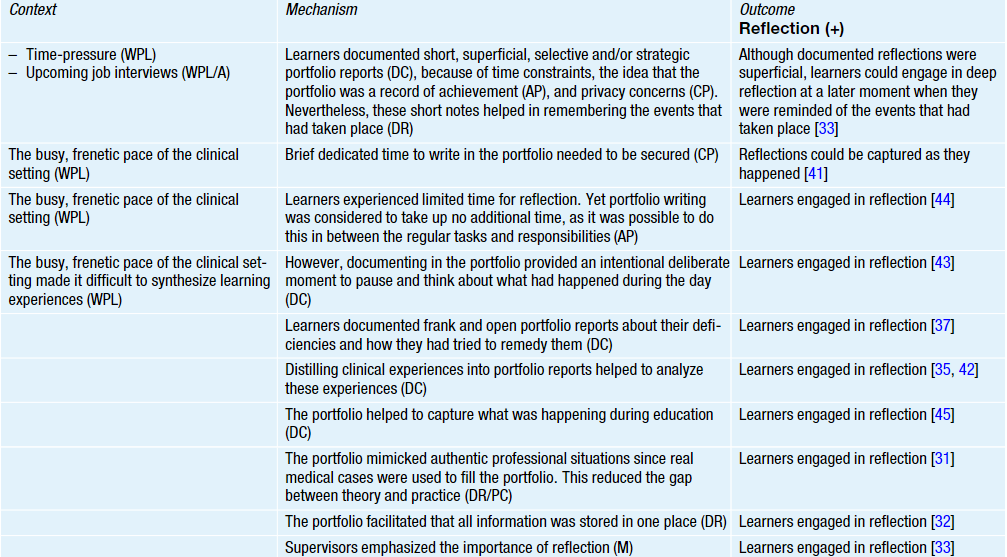 Context
Mechanism
Outcome
Reflection (+)
– Time-pressure (WPL)
– Upcoming job interviews (WPL/A)
Learners documented short, superficial, selective and/or strategic
portfolio reports (DC), because of time constraints, the idea that the
portfolio was a record of achievement (AP), and privacy concerns (CP).
Nevertheless, these short notes helped in remembering the events that
had taken place (DR)
Although documented reflections were
superficial, learners could engage in deep
reflection at a later moment when they
were reminded of the events that had
taken place [33]
The busy, frenetic pace of the clinical
setting (WPL)
Brief dedicated time to write in the portfolio needed to be secured (CP)
Reflections could be captured as they
happened [41]
The busy, frenetic pace of the clinical
setting (WPL)
Learners experienced limited time for reflection. Yet portfolio writing
was considered to take up no additional time, as it was possible to do
this in between the regular tasks and responsibilities (AP)
Learners engaged in reflection [44]
The busy, frenetic pace of the clinical set-
ting made it difficult to synthesize learning
experiences (WPL)
However, documenting in the portfolio provided an intentional deliberate
moment to pause and think about what had happened during the day
(DC)
Learners engaged in reflection [43]
Learners documented frank and open portfolio reports about their defi-
ciencies and how they had tried to remedy them (DC)
Learners engaged in reflection [37]
Distilling clinical experiences into portfolio reports helped to analyze
these experiences (DC)
Learners engaged in reflection [35, 42]
The portfolio helped to capture what was happening during education
(DC)
Learners engaged in reflection [45]
The portfolio mimicked authentic professional situations since real
medical cases were used to fill the portfolio. This reduced the gap
between theory and practice (DR/PC)
Learners engaged in reflection [31]
The portfolio facilitated that all information was stored in one place (DR)
Learners engaged in reflection [32]
Supervisors emphasized the importance of reflection (M)
Learners engaged in reflection [33]